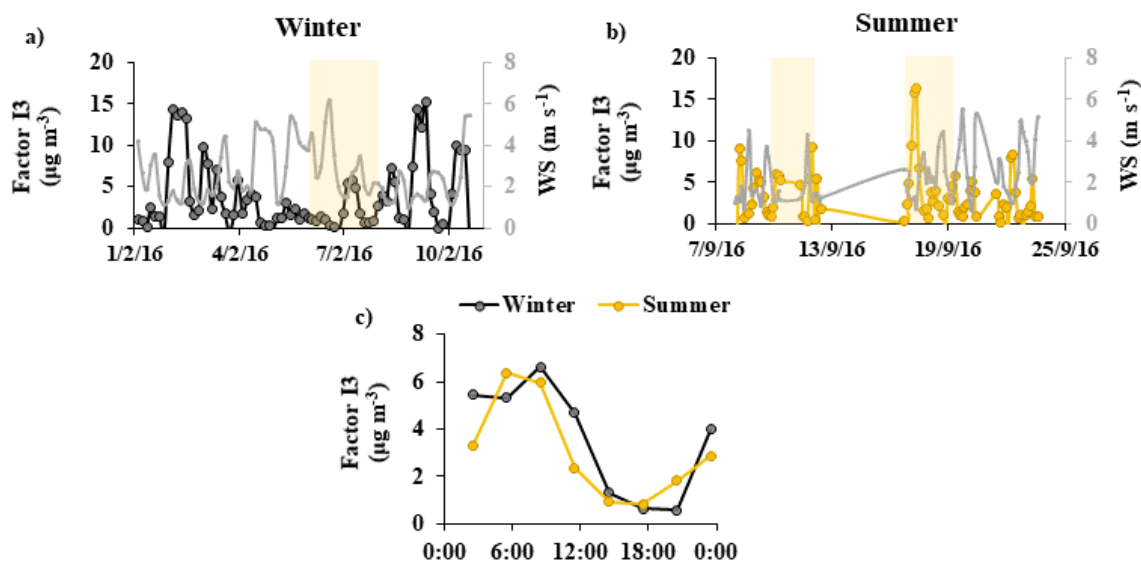 a)
Winter
20
15
10
5
0
Factor I3
(µg m-3)
8
6
4
2
0
WS (m s-1)
1/2/16 4/2/16 7/2/16 10/2/16
b)
Summer
20
15
10
5
0
Factor I3
(µg m-3)
8
6
4
2
0
WS (m s-1)
7/9/16 13/9/16 19/9/16 25/9/16
c)
Winter Summer
8
6
4
2
0
Factor I3
(µg m-3)
0:00 6:00 12:00 18:00 0:00